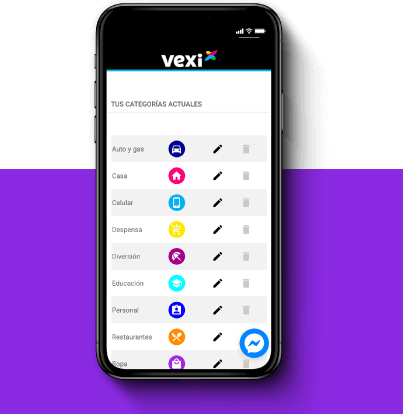 vexi
TUS CATEGORÍAS ACTUALES
Auto y gas
Casa
Celular
Despensa
Diversión
Educación
Personal
Restaurantes
Ropa